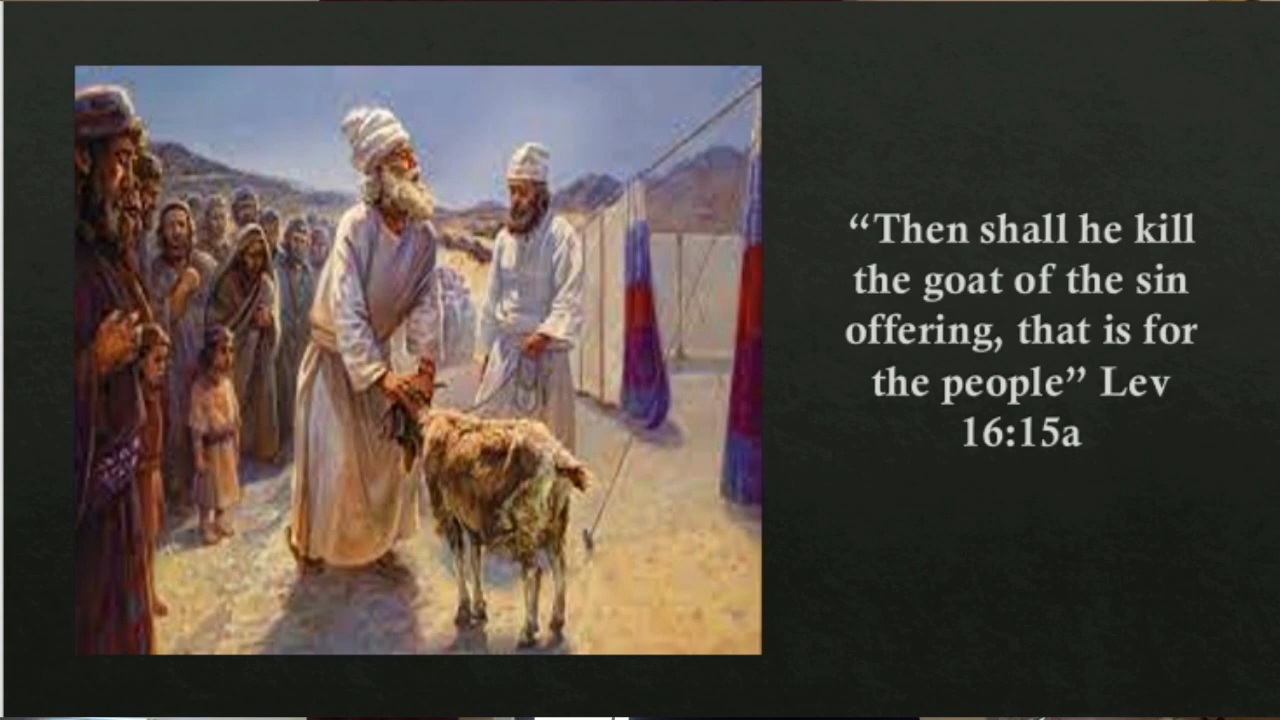 “Then shall he kill
the goat of the sin
offering, that is for
the people” Lev
16:15a